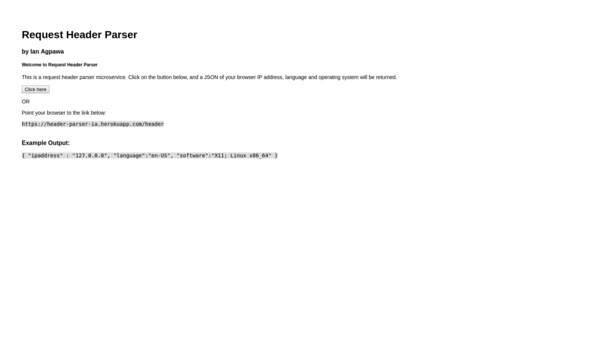 Request Header Parser
by Ian Agpawa
Welcome to Request Header Parser
This is a request header parser microservice. Click on the button below, and a JSON of your browser IP address, language and operating system will be returned.
Click here
OR
Point your browser to the link below:
https://header-parser-ia.herokuapp.com/header
Example Output:
{ "ipaddress" : "127.0.0.0", "language":"en-US", "software":"X11; Linux x86_64" }